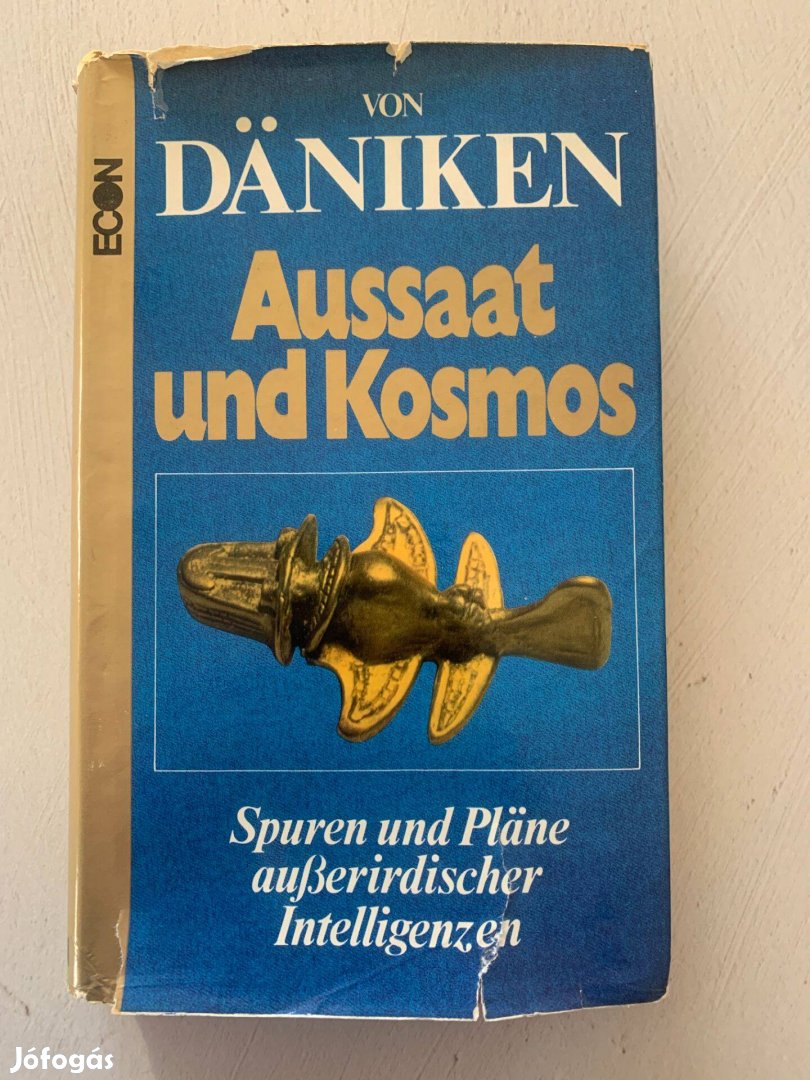 VON
DÄNIKEN
Aussaat
und Kosmos
Spuren und Pläne
außerirdischer
Intelligenzen
ECON
Jófogás